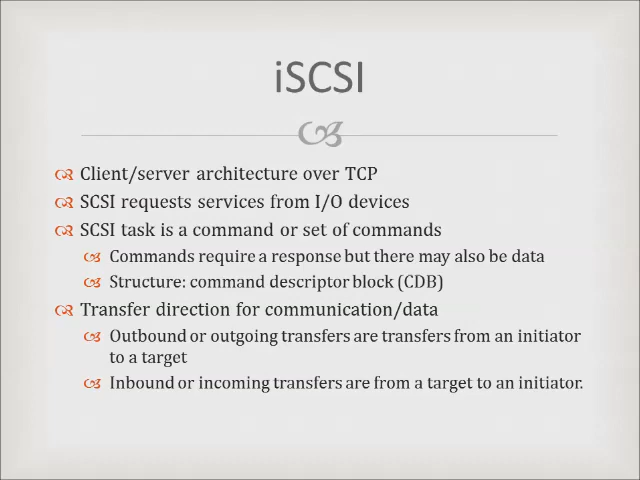 iSCSI
Client/server architecture over TCP
SCSI requests services from I/O devices
SCSI task is a command or set of commands
Commands require a response but there may also be data
Structure: command descriptor block (CDB)
Transfer direction for communication/data
Outbound or outgoing transfers are transfers from an initiator
to a target
Inbound or incoming transfers are from a target to an initiator.